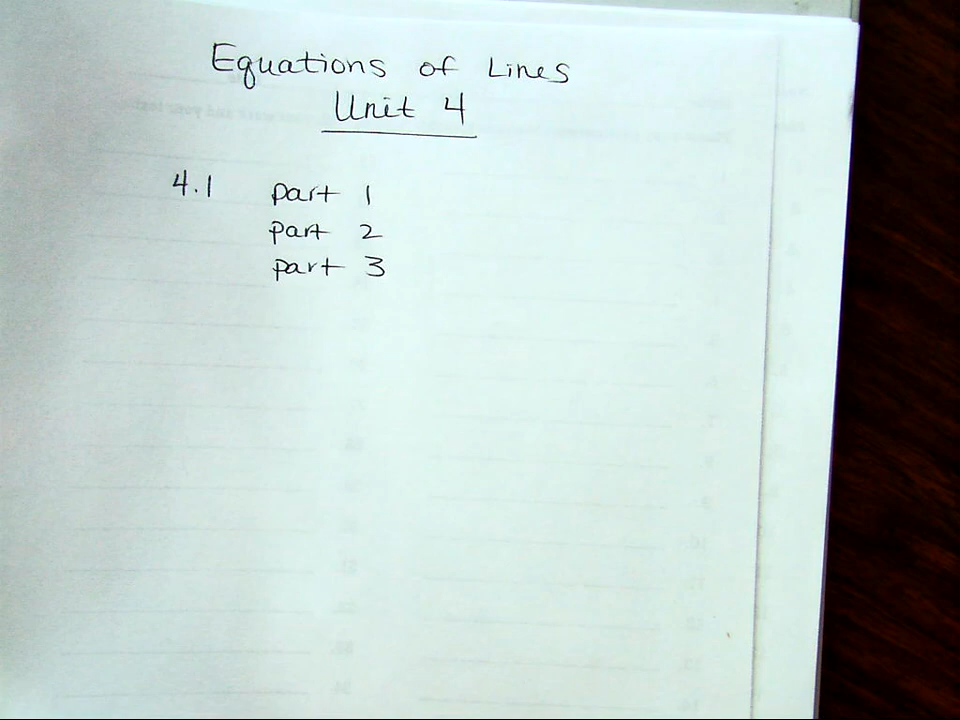 Equations of Lines
Unit 4
4.1 part 1
part 2
part 3